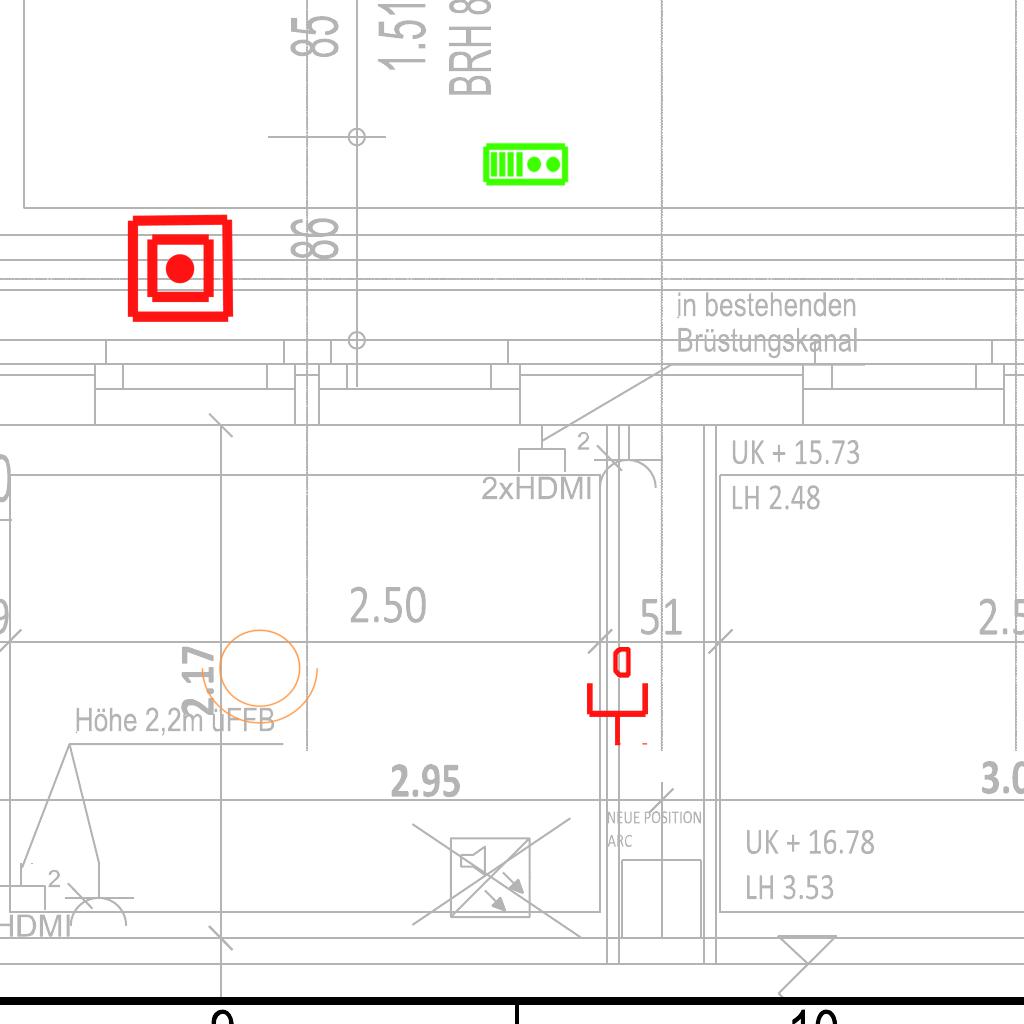 85
1.51
BRH 8
86
in bestehenden
Brüstungskanal
2
2xHDMI
UK + 15.73
LH 2.48
2.50
51
2.5
2.17
Höhe 2,2m üFFB
2.95
3.0
NEUE POSITION
ARC
UK + 16.78
LH 3.53
2
HDMI
9
10